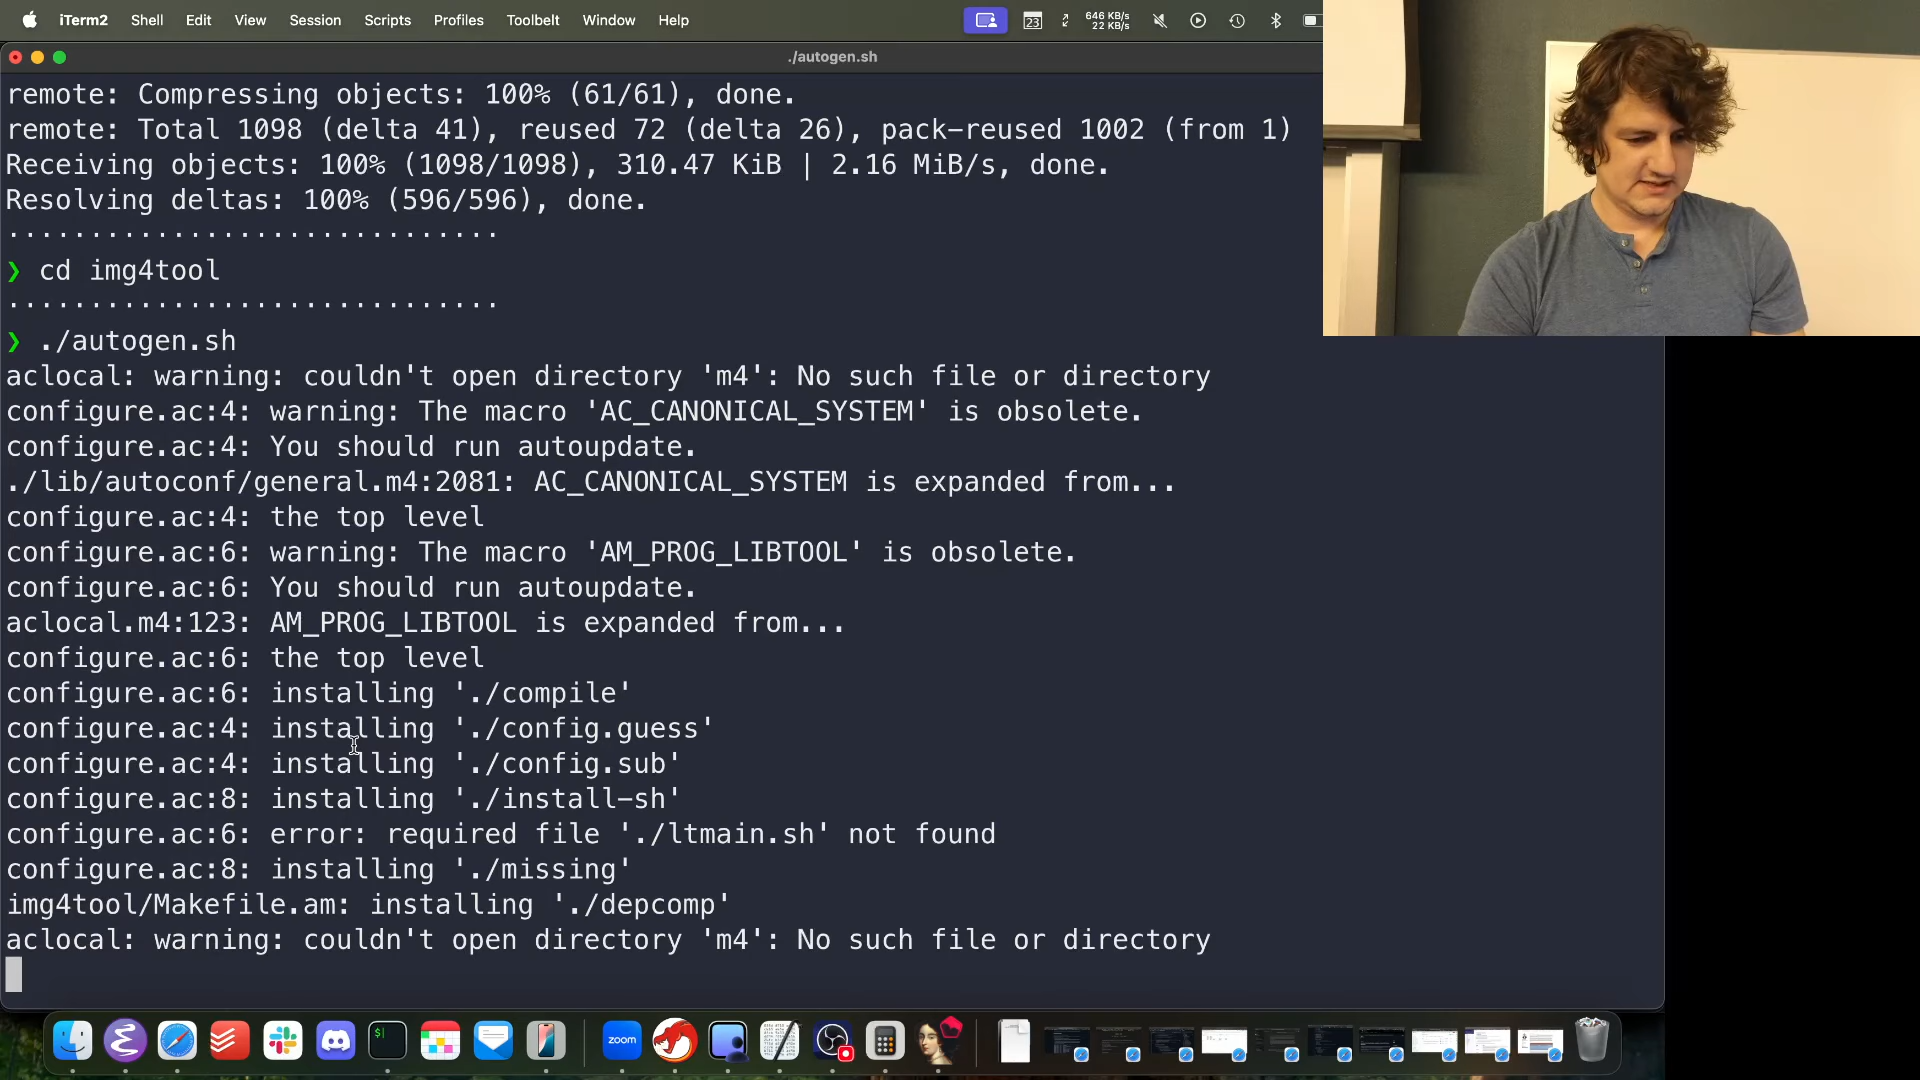 iTerm2 Shell Edit View Session Scripts Profiles Toolbelt Window Help
23 646 KB/s
22 KB/s
./autogen.sh
remote: Compressing objects: 100% (61/61), done.
remote: Total 1098 (delta 41), reused 72 (delta 26), pack-reused 1002 (from 1)
Receiving objects: 100% (1098/1098), 310.47 KiB | 2.16 MiB/s, done.
Resolving deltas: 100% (596/596), done.
..............................
❯ cd img4tool
..............................
❯ ./autogen.sh
aclocal: warning: couldn't open directory 'm4': No such file or directory
configure.ac:4: warning: The macro 'AC_CANONICAL_SYSTEM' is obsolete.
configure.ac:4: You should run autoupdate.
./lib/autoconf/general.m4:2081: AC_CANONICAL_SYSTEM is expanded from...
configure.ac:4: the top level
configure.ac:6: warning: The macro 'AM_PROG_LIBTOOL' is obsolete.
configure.ac:6: You should run autoupdate.
aclocal.m4:123: AM_PROG_LIBTOOL is expanded from...
configure.ac:6: the top level
configure.ac:6: installing './compile'
configure.ac:4: installing './config.guess'
configure.ac:4: installing './config.sub'
configure.ac:8: installing './install-sh'
configure.ac:6: error: required file './ltmain.sh' not found
configure.ac:8: installing './missing'
img4tool/Makefile.am: installing './depcomp'
aclocal: warning: couldn't open directory 'm4': No such file or directory
$
zoom